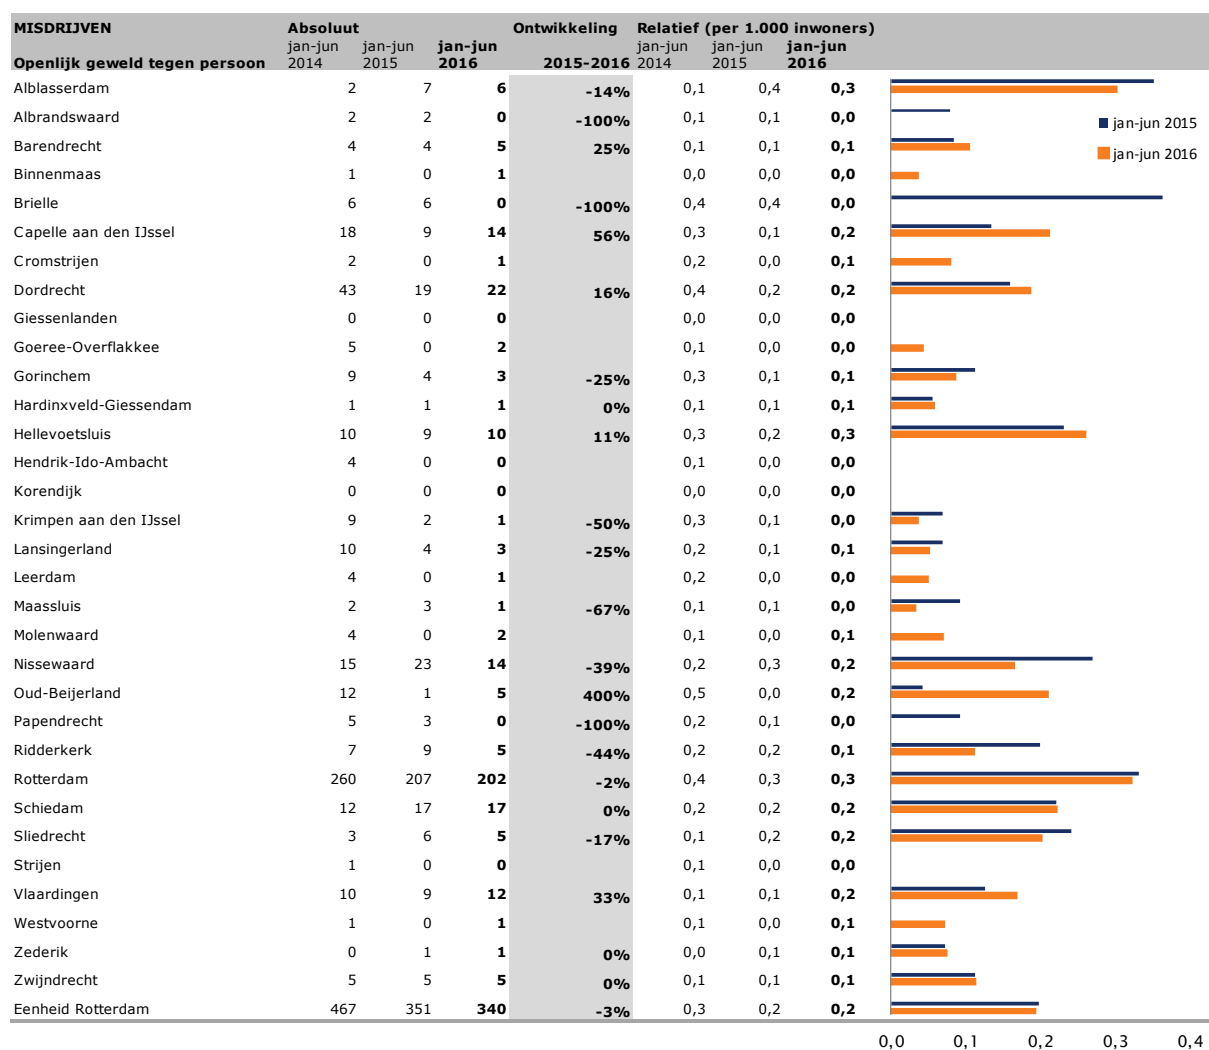 MISDRIJVEN Absoluut Ontwikkeling Relatief (per 1.000 inwoners)
jan-jun jan-jun jan-jun jan-jun jan-jun jan-jun
Openlijk geweld tegen persoon 2014 2015 2016 2015-2016 2014 2015 2016
Alblasserdam 2 7 6 -14% 0,1 0,4 0,3
Albrandswaard 2 2 0 -100% 0,1 0,1 0,0
jan-jun 2015
Barendrecht 4 4 5 25% 0,1 0,1 0,1
jan-jun 2016
Binnenmaas 1 0 1 0,0 0,0 0,0
Brielle 6 6 0 -100% 0,4 0,4 0,0
Capelle aan den IJssel 18 9 14 56% 0,3 0,1 0,2
Cromstrijen 2 0 1 0,2 0,0 0,1
Dordrecht 43 19 22 16% 0,4 0,2 0,2
Giessenlanden 0 0 0 0,0 0,0 0,0
Goeree-Overflakkee 5 0 2 0,1 0,0 0,0
Gorinchem 9 4 3 -25% 0,3 0,1 0,1
Hardinxveld-Giessendam 1 1 1 0% 0,1 0,1 0,1
Hellevoetsluis 10 9 10 11% 0,3 0,2 0,3
Hendrik-Ido-Ambacht 4 0 0 0,1 0,0 0,0
Korendijk 0 0 0 0,0 0,0 0,0
Krimpen aan den IJssel 9 2 1 -50% 0,3 0,1 0,0
Lansingerland 10 4 3 -25% 0,2 0,1 0,1
Leerdam 4 0 1 0,2 0,0 0,0
Maassluis 2 3 1 -67% 0,1 0,1 0,0
Molenwaard 4 0 2 0,1 0,0 0,1
Nissewaard 15 23 14 -39% 0,2 0,3 0,2
Oud-Beijerland 12 1 5 400% 0,5 0,0 0,2
Papendrecht 5 3 0 -100% 0,2 0,1 0,0
Ridderkerk 7 9 5 -44% 0,2 0,2 0,1
Rotterdam 260 207 202 -2% 0,4 0,3 0,3
Schiedam 12 17 17 0% 0,2 0,2 0,2
Sliedrecht 3 6 5 -17% 0,1 0,2 0,2
Strijen 1 0 0 0,1 0,0 0,0
Vlaardingen 10 9 12 33% 0,1 0,1 0,2
Westvoorne 1 0 1 0,1 0,0 0,1
Zederik 0 1 1 0% 0,0 0,1 0,1
Zwijndrecht 5 5 5 0% 0,1 0,1 0,1
Eenheid Rotterdam 467 351 340 -3% 0,3 0,2 0,2
0,0 0,1 0,2 0,3 0,4